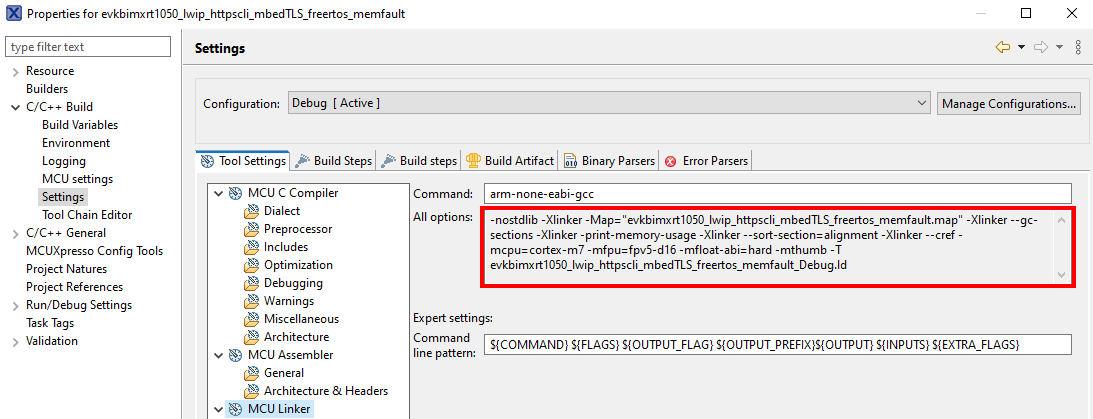 Properties for evkbimxrt1050_lwip_httpscli_mbedTLS_freertos_memfault
type filter text
Resource
Builders
C/C++ Build
Build Variables
Environment
Logging
MCU settings
Settings
Tool Chain Editor
C/C++ General
MCUXpresso Config Tools
Project Natures
Project References
Run/Debug Settings
Task Tags
Validation
Settings
Configuration: Debug [ Active ] Manage Configurations...
Tool Settings Build Steps Build steps Build Artifact Binary Parsers Error Parsers
MCU C Compiler
Dialect
Preprocessor
Includes
Optimization
Debugging
Warnings
Miscellaneous
Architecture
MCU Assembler
General
Architecture & Headers
MCU Linker
Command: arm-none-eabi-gcc
All options: -nostdlib -Xlinker -Map="evkbimxrt1050_lwip_httpscli_mbedTLS_freertos_memfault.map" -Xlinker --gc-
sections -Xlinker -print-memory-usage -Xlinker --sort-section=alignment -Xlinker --cref -
mcpu=cortex-m7 -mfpu=fpv5-d16 -mfloat-abi=hard -mthumb -T
evkbimxrt1050_lwip_httpscli_mbedTLS_freertos_memfault_Debug.ld
Expert settings:
Command
line pattern: ${COMMAND} ${FLAGS} ${OUTPUT_FLAG} ${OUTPUT_PREFIX}${OUTPUT} ${INPUTS} ${EXTRA_FLAGS}